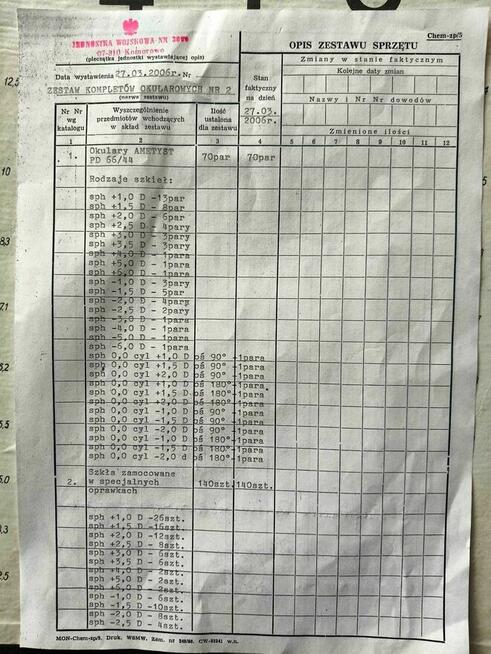 Chem-zp/5
JEDNOSTKA WOJSKOWA NR
07-310 Komorowo
(pieczątka jednostki wystawiającej opis)
OPIS ZESTAWU SPRZĘTU
Data wystawienia 27.03.2006r. Nr
ZESTAW KOMPLETÓW OKULAROWYCH NR 2
(nazwa zestawu)
Stan faktyczny na dzień
27.03.
2006r.
Zmiany w stanie faktycznym
Kolejne daty zmian
Nazwy i Nr Nr dowodów
Zmienione ilości
Nr Nr wg katalogu
Wyszczególnienie przedmiotów wchodzących w skład zestawu
Ilość ustalona dla zestawu
1 2 3 4 5 6 7 8 9 10 11 12
1. Okulary AMETYST 70par 70par
PD 66/44
Rodzaje szkieł:
sph +1,0 D -13par
sph +1,5 D - 8par
sph +2,0 D - 6par
sph +2,5 D - 4pary
sph +3,0 D - 3pary
sph +3,5 D - 3pary
sph +4,0 D - 1para
sph +5,0 D - 1para
sph +6,0 D - 1para
sph -1,0 D - 3pary
sph -1,5 D - 5par
sph -2,0 D - 4pary
sph -2,5 D - 2pary
sph -3,0 D - 1para
sph -4,0 D - 1para
sph -5,0 D - 1para
sph -6,0 D - 1para
sph 0,0 cyl +1,0 D oś 90° -1para
sph 0,0 cyl +1,5 D oś 90° -1para
sph 0,0 cyl +2,0 D oś 90° -1para
sph 0,0 cyl +1,0 D oś 180° -1para
sph 0,0 cyl +1,5 D oś 180° -1para
sph 0,0 cyl +2,0 D oś 180° -1para
sph 0,0 cyl -1,0 D oś 90° -1para
sph 0,0 cyl -1,5 D oś 90° -1para
sph 0,0 cyl -2,0 D oś 90° -1para
sph 0,0 cyl -1,0 D oś 180° -1para
sph 0,0 cyl -1,5 D oś 180° -1para
sph 0,0 cyl -2,0 d oś 180° -1para
Szkła zamocowane
2. w specjalnych 140szt. 140szt.
oprawkach
sph +1,0 D -26szt.
sph +1,5 D -16szt.
sph +2,0 D -12szt.
sph +2,5 D - 8szt.
sph +3,0 D - 6szt.
sph +3,5 D - 6szt.
sph +4,0 D - 2szt.
sph +5,0 D - 2szt.
sph +6,0 D - 2szt.
sph -1,0 D - 6szt.
sph -1,5 D -10szt.
sph -2,0 D - 8szt.
sph -2,5 D - 4szt.
MON-Chem-zp/5. Druk. WSMW. Zam. nr